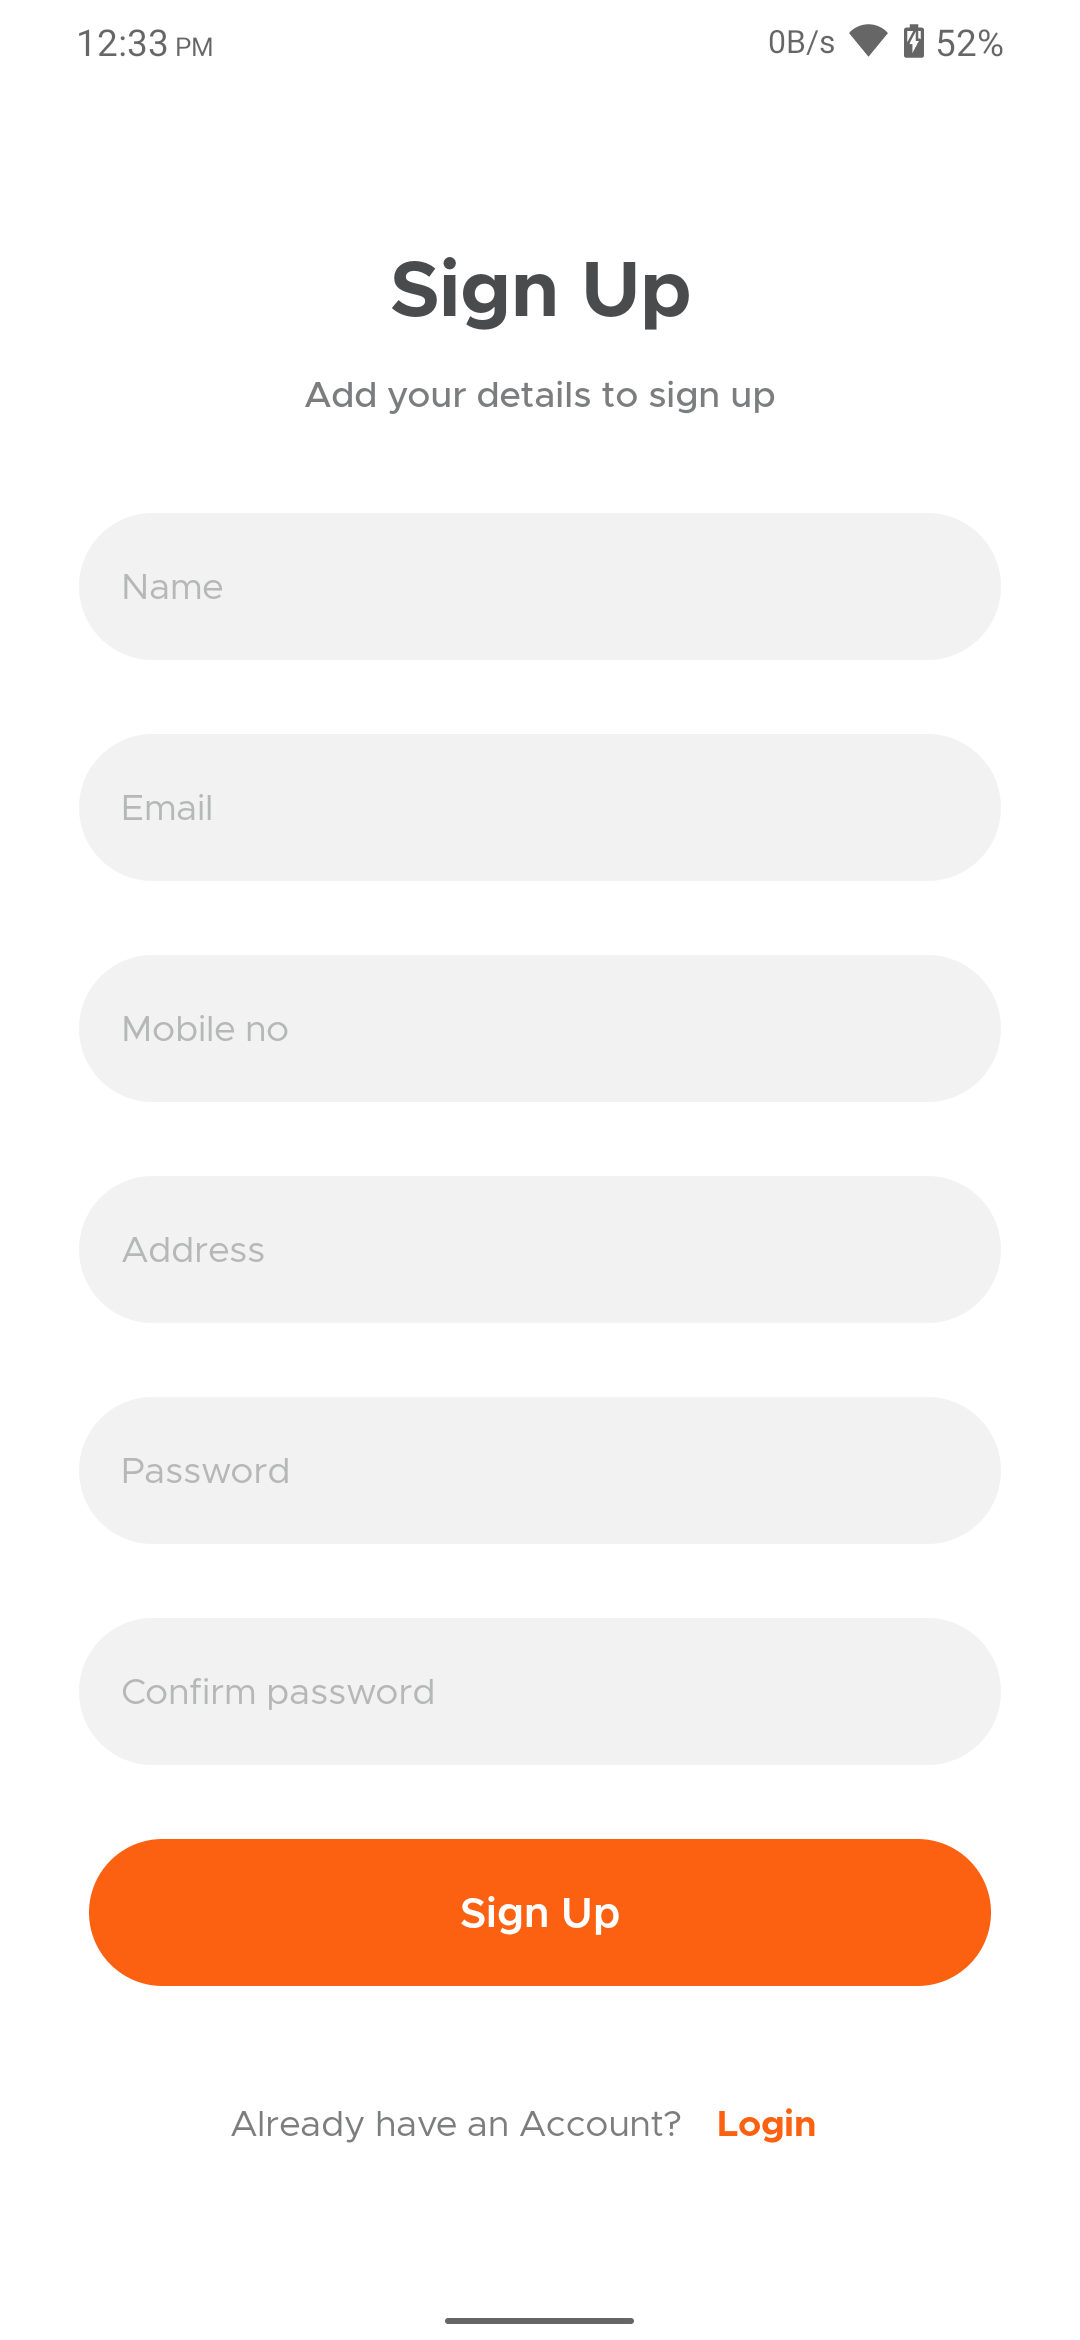 12:33 PM 0B/s 52%
Sign Up
Add your details to sign up
Name
Email
Mobile no
Address
Password
Confirm password
Sign Up
Already have an Account? Login